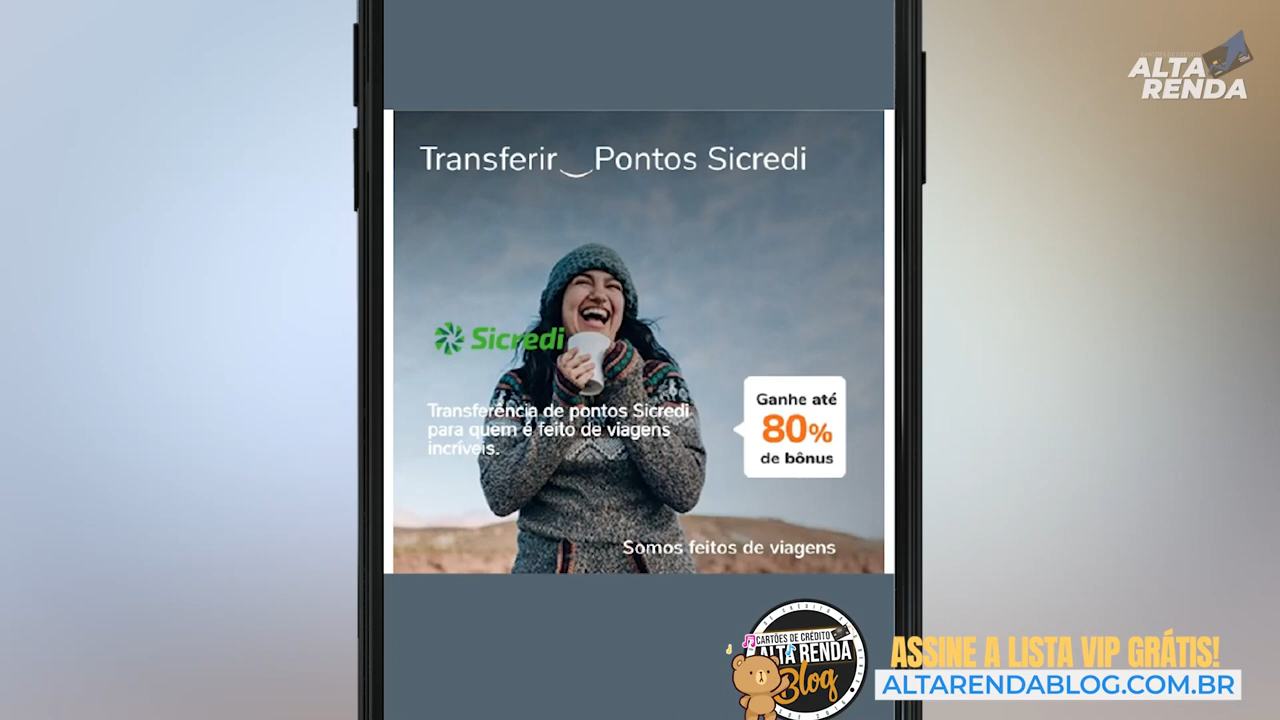 ALTA
RENDA
Transferir Pontos Sicredi
Sicredi
Transferência de pontos Sicredi
para quem é feito de viagens
incríveis.
Ganhe até
80%
de bônus
Somos feitos de viagens
CARTÕES DE CRÉDITO
ALTA RENDA
Blog
ASSINE A LISTA VIP GRÁTIS!
ALTARENDABLOG.COM.BR